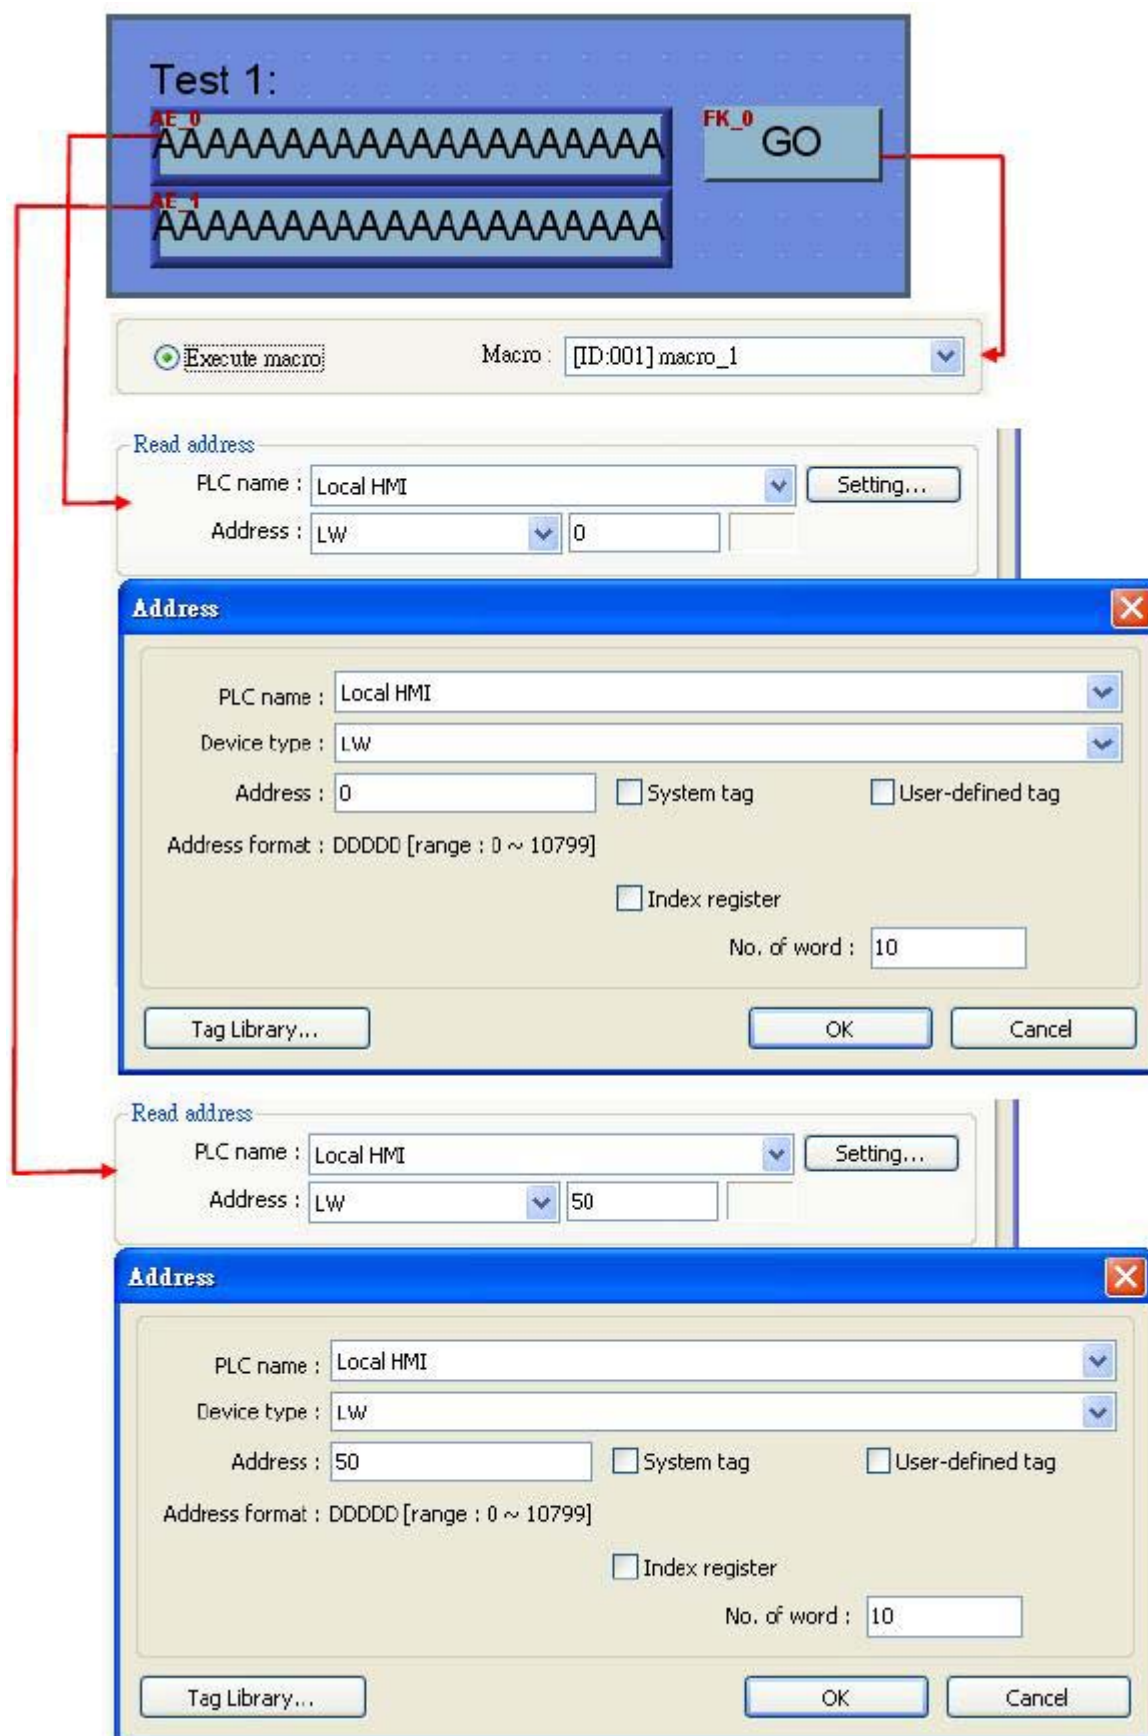 Test 1:
AE_0
AAAAAAAAAAAAAAAAAAAAA
FK_0
GO
AE_1
AAAAAAAAAAAAAAAAAAAAA
Execute macro Macro : [ID:001] macro_1
Read address
PLC name : Local HMI Setting...
Address : LW 0
Address
PLC name : Local HMI
Device type : LW
Address : 0 System tag User-defined tag
Address format : DDDDD [range : 0 ~ 10799]
Index register
No. of word : 10
Tag Library... OK Cancel
Read address
PLC name : Local HMI Setting...
Address : LW 50
Address
PLC name : Local HMI
Device type : LW
Address : 50 System tag User-defined tag
Address format : DDDDD [range : 0 ~ 10799]
Index register
No. of word : 10
Tag Library... OK Cancel